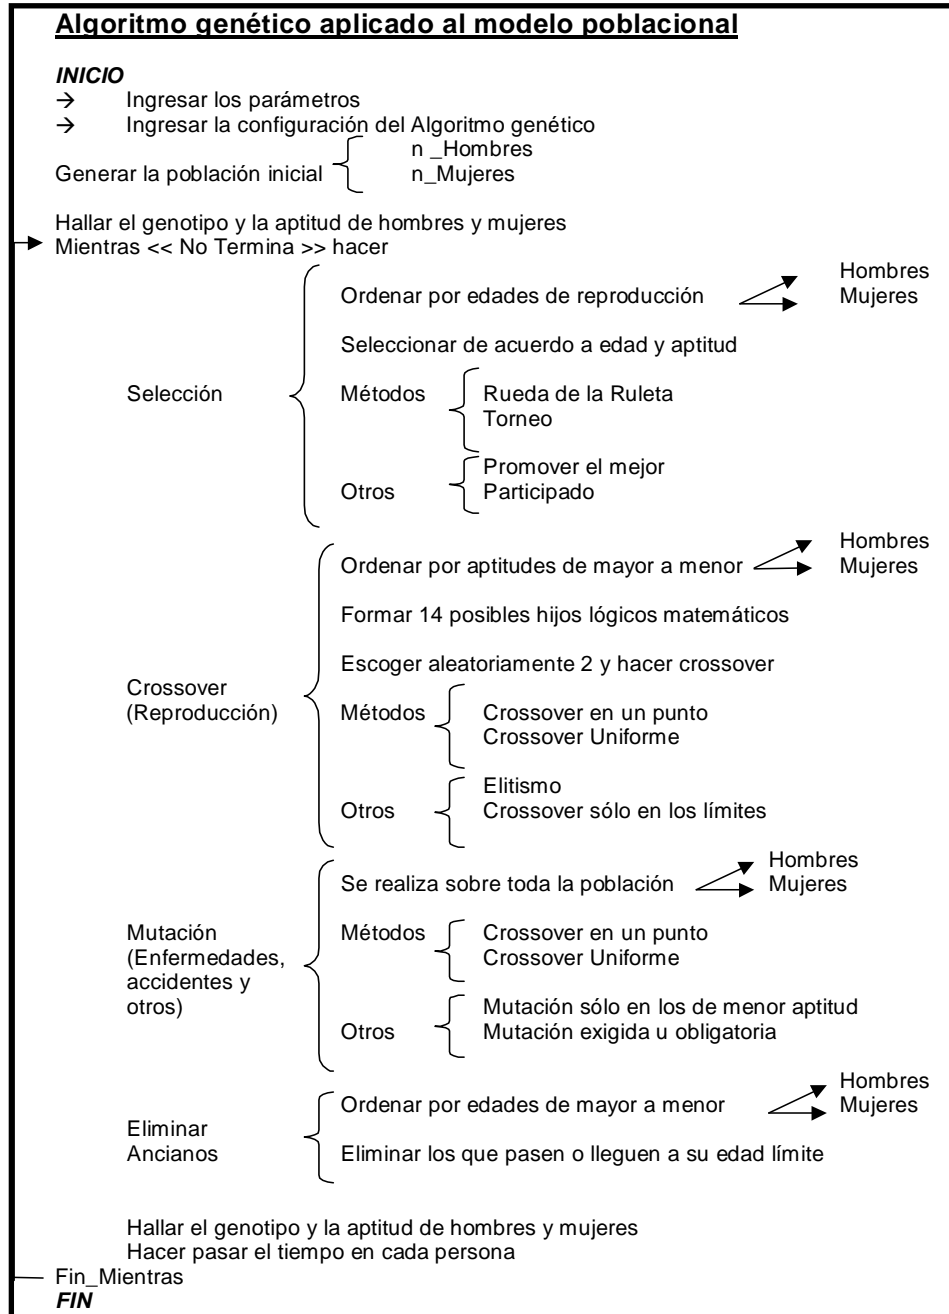 Algoritmo genético aplicado al modelo poblacional
INICIO
→ Ingresar los parámetros
→ Ingresar la configuración del Algoritmo genético
n _Hombres
Generar la población inicial n_Mujeres
Hallar el genotipo y la aptitud de hombres y mujeres
Mientras << No Termina >> hacer
Hombres
Ordenar por edades de reproducción Mujeres
Seleccionar de acuerdo a edad y aptitud
Selección Métodos Rueda de la Ruleta
Torneo
Promover el mejor
Otros Participado
Hombres
Ordenar por aptitudes de mayor a menor Mujeres
Formar 14 posibles hijos lógicos matemáticos
Escoger aleatoriamente 2 y hacer crossover
Crossover
(Reproducción) Métodos Crossover en un punto
Crossover Uniforme
Elitismo
Otros Crossover sólo en los límites
Hombres
Se realiza sobre toda la población Mujeres
Mutación Métodos Crossover en un punto
(Enfermedades, Crossover Uniforme
accidentes y
otros) Mutación sólo en los de menor aptitud
Otros Mutación exigida u obligatoria
Hombres
Ordenar por edades de mayor a menor Mujeres
Eliminar
Ancianos Eliminar los que pasen o lleguen a su edad límite
Hallar el genotipo y la aptitud de hombres y mujeres
Hacer pasar el tiempo en cada persona
Fin_Mientras
FIN